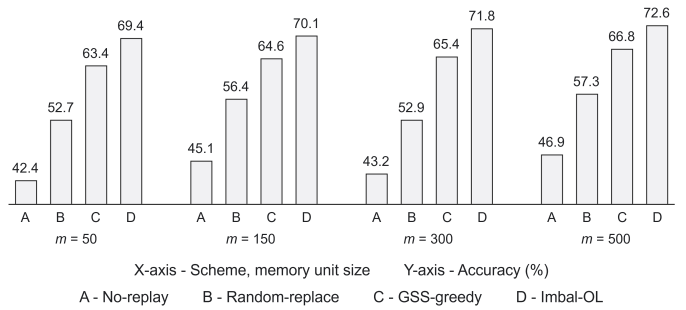 42.4 52.7 63.4 69.4
45.1 56.4 64.6 70.1
43.2 52.9 65.4 71.8
46.9 57.3 66.8 72.6
A B C D A B C D A B C D A B C D
m = 50 m = 150 m = 300 m = 500
X-axis - Scheme, memory unit size Y-axis - Accuracy (%)
A - No-replay B - Random-replace C - GSS-greedy D - Imbal-OL